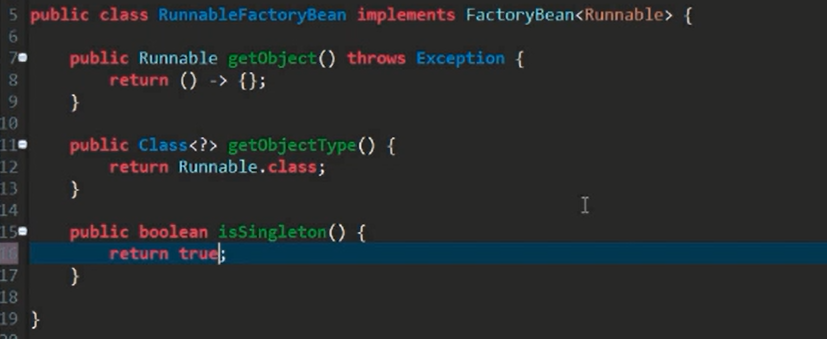 5 public class RunnableFactoryBean implements FactoryBean<Runnable> {
6
7 public Runnable getObject() throws Exception {
8 return () -> {};
9 }
10
11 public Class<?> getObjectType() {
12 return Runnable.class;
13 }
14
15 public boolean isSingleton() {
16 return true;
17 }
18
19 }
20